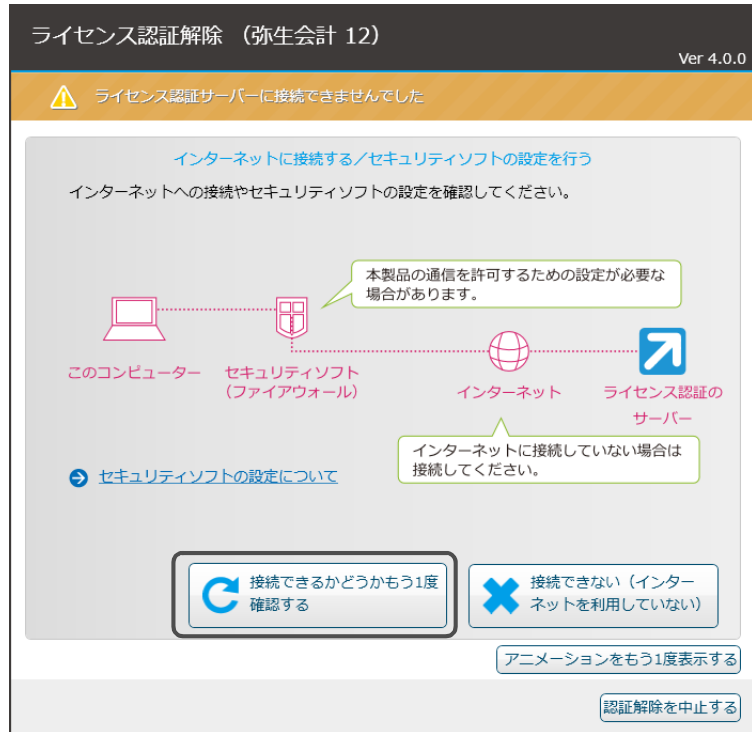 ライセンス認証解除 （弥生会計 12）
Ver 4.0.0
ライセンス認証サーバーに接続できませんでした
インターネットに接続する／セキュリティソフトの設定を行う
インターネットへの接続やセキュリティソフトの設定を確認してください。
本製品の通信を許可するための設定が必要な
場合があります。
このコンピューター
セキュリティソフト
（ファイアウォール）
インターネット
ライセンス認証の
サーバー
インターネットに接続していない場合は
接続してください。
セキュリティソフトの設定について
接続できるかどうかもう1度
確認する
接続できない（インター
ネットを利用していない）
アニメーションをもう1度表示する
認証解除を中止する